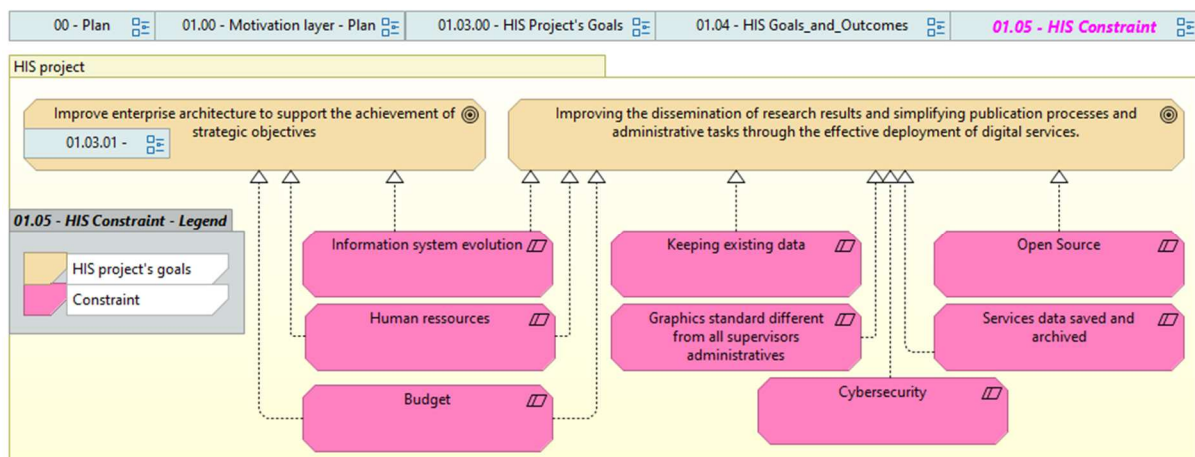 00 - Plan
01.00 - Motivation layer - Plan
01.03.00 - HIS Project's Goals
01.04 - HIS Goals_and_Outcomes
01.05 - HIS Constraint
HIS project
Improve enterprise architecture to support the achievement of
strategic objectives
01.03.01 -
Improving the dissemination of research results and simplifying publication processes and
administrative tasks through the effective deployment of digital services.
01.05 - HIS Constraint - Legend
HIS project's goals
Constraint
Information system evolution
Keeping existing data
Open Source
Human ressources
Graphics standard different
from all supervisors
administratives
Services data saved and
archived
Budget
Cybersecurity